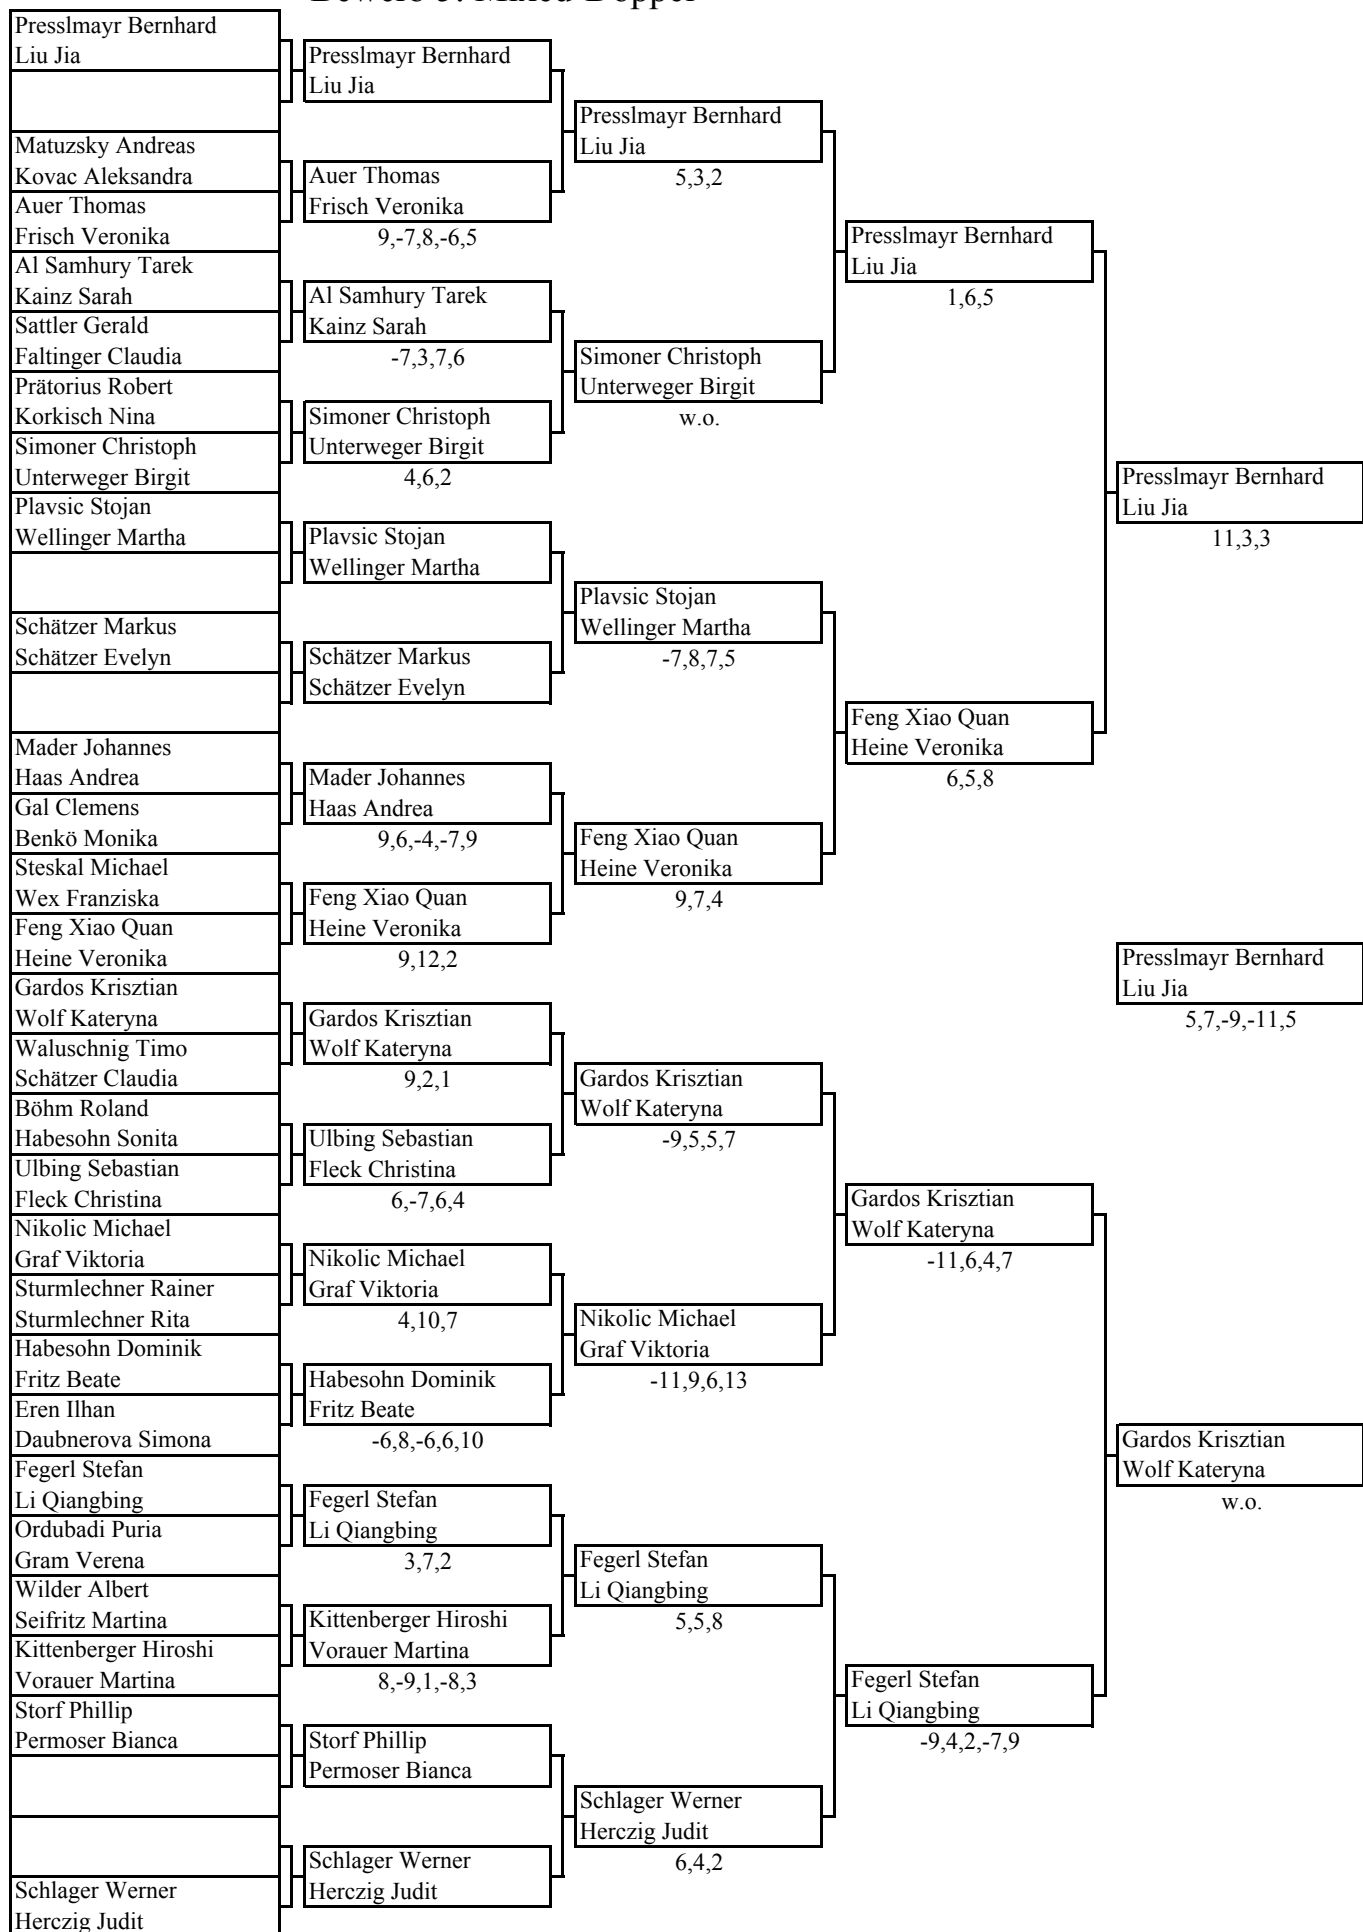 Presslmayr Bernhard
Liu Jia
Matuzsky Andreas
Kovac Aleksandra
Auer Thomas
Frisch Veronika
Al Samhury Tarek
Kainz Sarah
Sattler Gerald
Faltinger Claudia
Prätorius Robert
Korkisch Nina
Simoner Christoph
Unterweger Birgit
Plavsic Stojan
Wellinger Martha
Schätzer Markus
Schätzer Evelyn
Mader Johannes
Haas Andrea
Gal Clemens
Benkö Monika
Steskal Michael
Wex Franziska
Feng Xiao Quan
Heine Veronika
Gardos Krisztian
Wolf Kateryna
Waluschnig Timo
Schätzer Claudia
Böhm Roland
Habesohn Sonita
Ulbing Sebastian
Fleck Christina
Nikolic Michael
Graf Viktoria
Sturmlechner Rainer
Sturmlechner Rita
Habesohn Dominik
Fritz Beate
Eren Ilhan
Daubnerova Simona
Fegerl Stefan
Li Qiangbing
Ordubadi Puria
Gram Verena
Wilder Albert
Seifritz Martina
Kittenberger Hiroshi
Vorauer Martina
Storf Phillip
Permoser Bianca
Schlager Werner
Herczig Judit
Presslmayr Bernhard
Liu Jia
Auer Thomas
Frisch Veronika
9,-7,8,-6,5
Al Samhury Tarek
Kainz Sarah
-7,3,7,6
Simoner Christoph
Unterweger Birgit
4,6,2
Plavsic Stojan
Wellinger Martha
Schätzer Markus
Schätzer Evelyn
Mader Johannes
Haas Andrea
9,6,-4,-7,9
Feng Xiao Quan
Heine Veronika
9,12,2
Gardos Krisztian
Wolf Kateryna
9,2,1
Ulbing Sebastian
Fleck Christina
6,-7,6,4
Nikolic Michael
Graf Viktoria
4,10,7
Habesohn Dominik
Fritz Beate
-6,8,-6,6,10
Fegerl Stefan
Li Qiangbing
3,7,2
Kittenberger Hiroshi
Vorauer Martina
8,-9,1,-8,3
Storf Phillip
Permoser Bianca
Schlager Werner
Herczig Judit
Presslmayr Bernhard
Liu Jia
5,3,2
Simoner Christoph
Unterweger Birgit
w.o.
Plavsic Stojan
Wellinger Martha
-7,8,7,5
Feng Xiao Quan
Heine Veronika
9,7,4
Gardos Krisztian
Wolf Kateryna
-9,5,5,7
Nikolic Michael
Graf Viktoria
-11,9,6,13
Fegerl Stefan
Li Qiangbing
5,5,8
Schlager Werner
Herczig Judit
6,4,2
Presslmayr Bernhard
Liu Jia
1,6,5
Feng Xiao Quan
Heine Veronika
6,5,8
Gardos Krisztian
Wolf Kateryna
-11,6,4,7
Fegerl Stefan
Li Qiangbing
-9,4,2,-7,9
Presslmayr Bernhard
Liu Jia
11,3,3
Presslmayr Bernhard
Liu Jia
5,7,-9,-11,5
Gardos Krisztian
Wolf Kateryna
w.o.